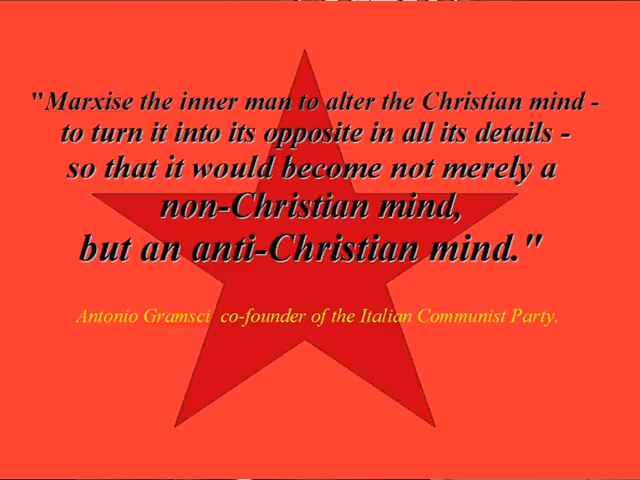 "Marxise the inner man to alter the Christian mind -
to turn it into its opposite in all its details -
so that it would become not merely a
non-Christian mind,
but an anti-Christian mind."
Antonio Gramsci co-founder of the Italian Communist Party.